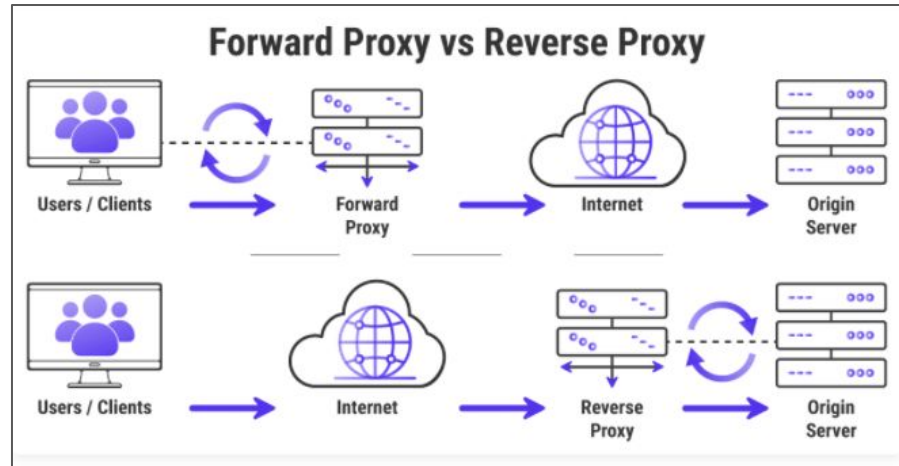 Forward Proxy vs Reverse Proxy
Users / Clients
Forward
Proxy
Internet
Origin
Server
Users / Clients
Internet
Reverse
Proxy
Origin
Server